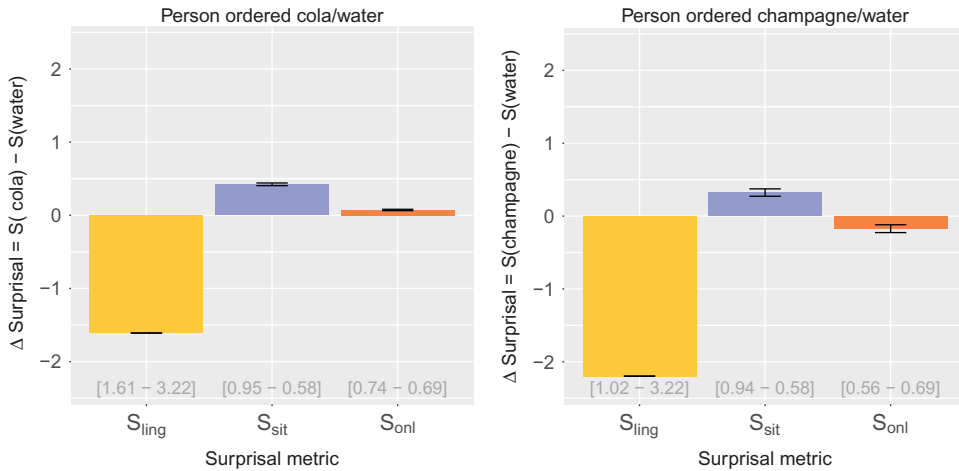 Person ordered cola/water
Δ Surprisal = S( cola) − S(water)
2
1
0
−1
−2
[1.61 − 3.22]
[0.95 − 0.58]
[0.74 − 0.69]
Sling
Ssit
Sonl
Surprisal metric
Person ordered champagne/water
Δ Surprisal = S(champagne) − S(water)
2
1
0
−1
−2
[1.02 − 3.22]
[0.94 − 0.58]
[0.56 − 0.69]
Sling
Ssit
Sonl
Surprisal metric